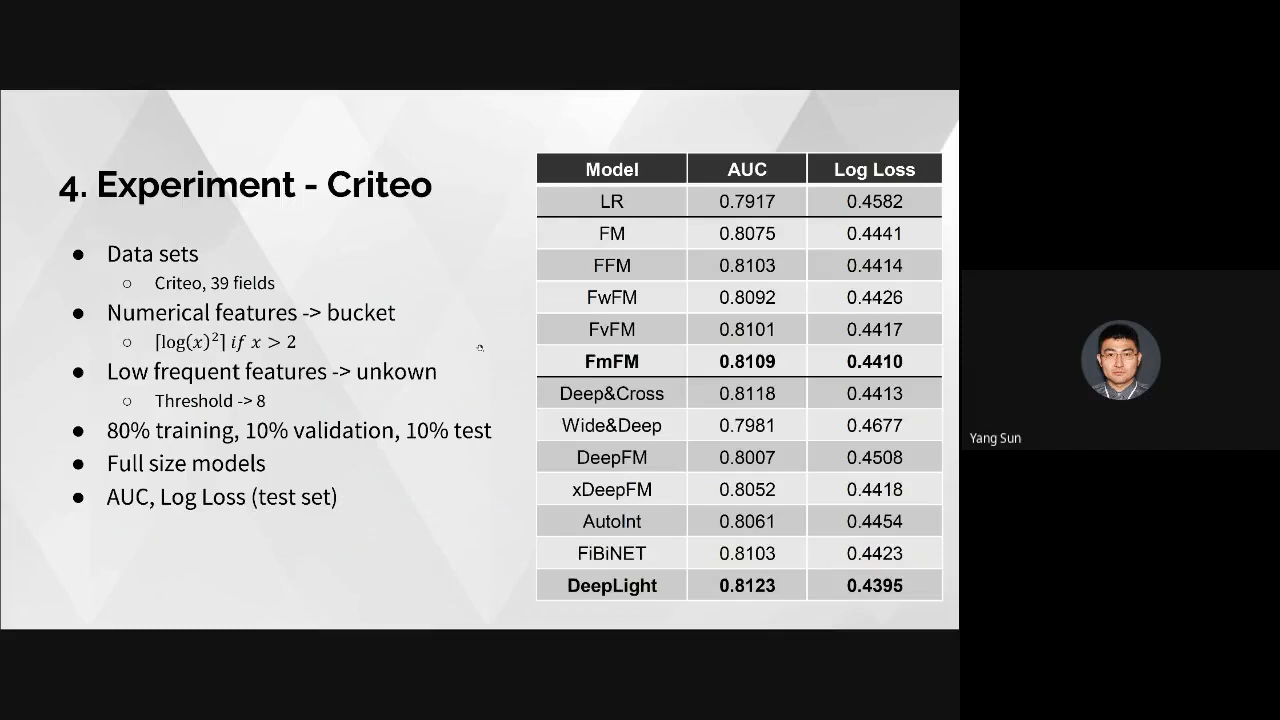 4. Experiment - Criteo
● Data sets
○ Criteo, 39 fields
● Numerical features -> bucket
○ ⌈log(x)²⌉ if x > 2
● Low frequent features -> unkown
○ Threshold -> 8
● 80% training, 10% validation, 10% test
● Full size models
● AUC, Log Loss (test set)
Model AUC Log Loss
LR 0.7917 0.4582
FM 0.8075 0.4441
FFM 0.8103 0.4414
FwFM 0.8092 0.4426
FvFM 0.8101 0.4417
FmFM 0.8109 0.4410
Deep&Cross 0.8118 0.4413
Wide&Deep 0.7981 0.4677
DeepFM 0.8007 0.4508
xDeepFM 0.8052 0.4418
AutoInt 0.8061 0.4454
FiBiNET 0.8103 0.4423
DeepLight 0.8123 0.4395
Yang Sun